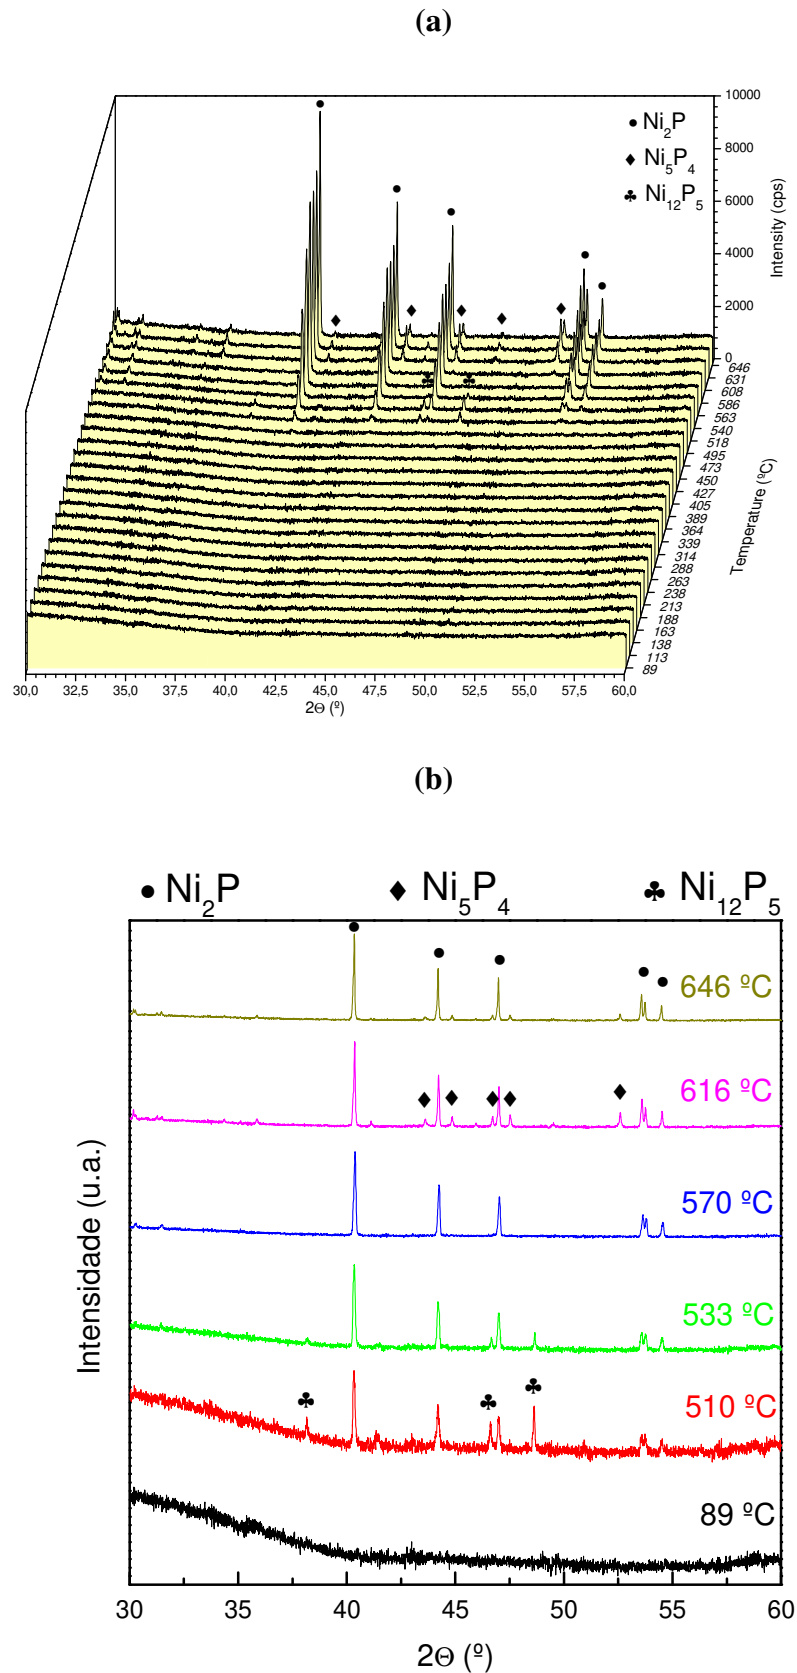 (a)
10000
8000
6000
4000
2000
0
Intensity (cps)
● Ni₂P
♦ Ni₅P₄
♣ Ni₁₂P₅
646
631
608
586
563
540
518
495
473
450
427
405
389
364
339
314
288
263
238
213
188
163
138
113
89
Temperature (ºC)
30,0 32,5 35,0 37,5 40,0 42,5 45,0 47,5 50,0 52,5 55,0 57,5 60,0
2Θ (º)
(b)
● Ni₂P ♦ Ni₅P₄ ♣ Ni₁₂P₅
646 ºC
616 ºC
570 ºC
533 ºC
510 ºC
89 ºC
Intensidade (u.a.)
30 35 40 45 50 55 60
2Θ (º)